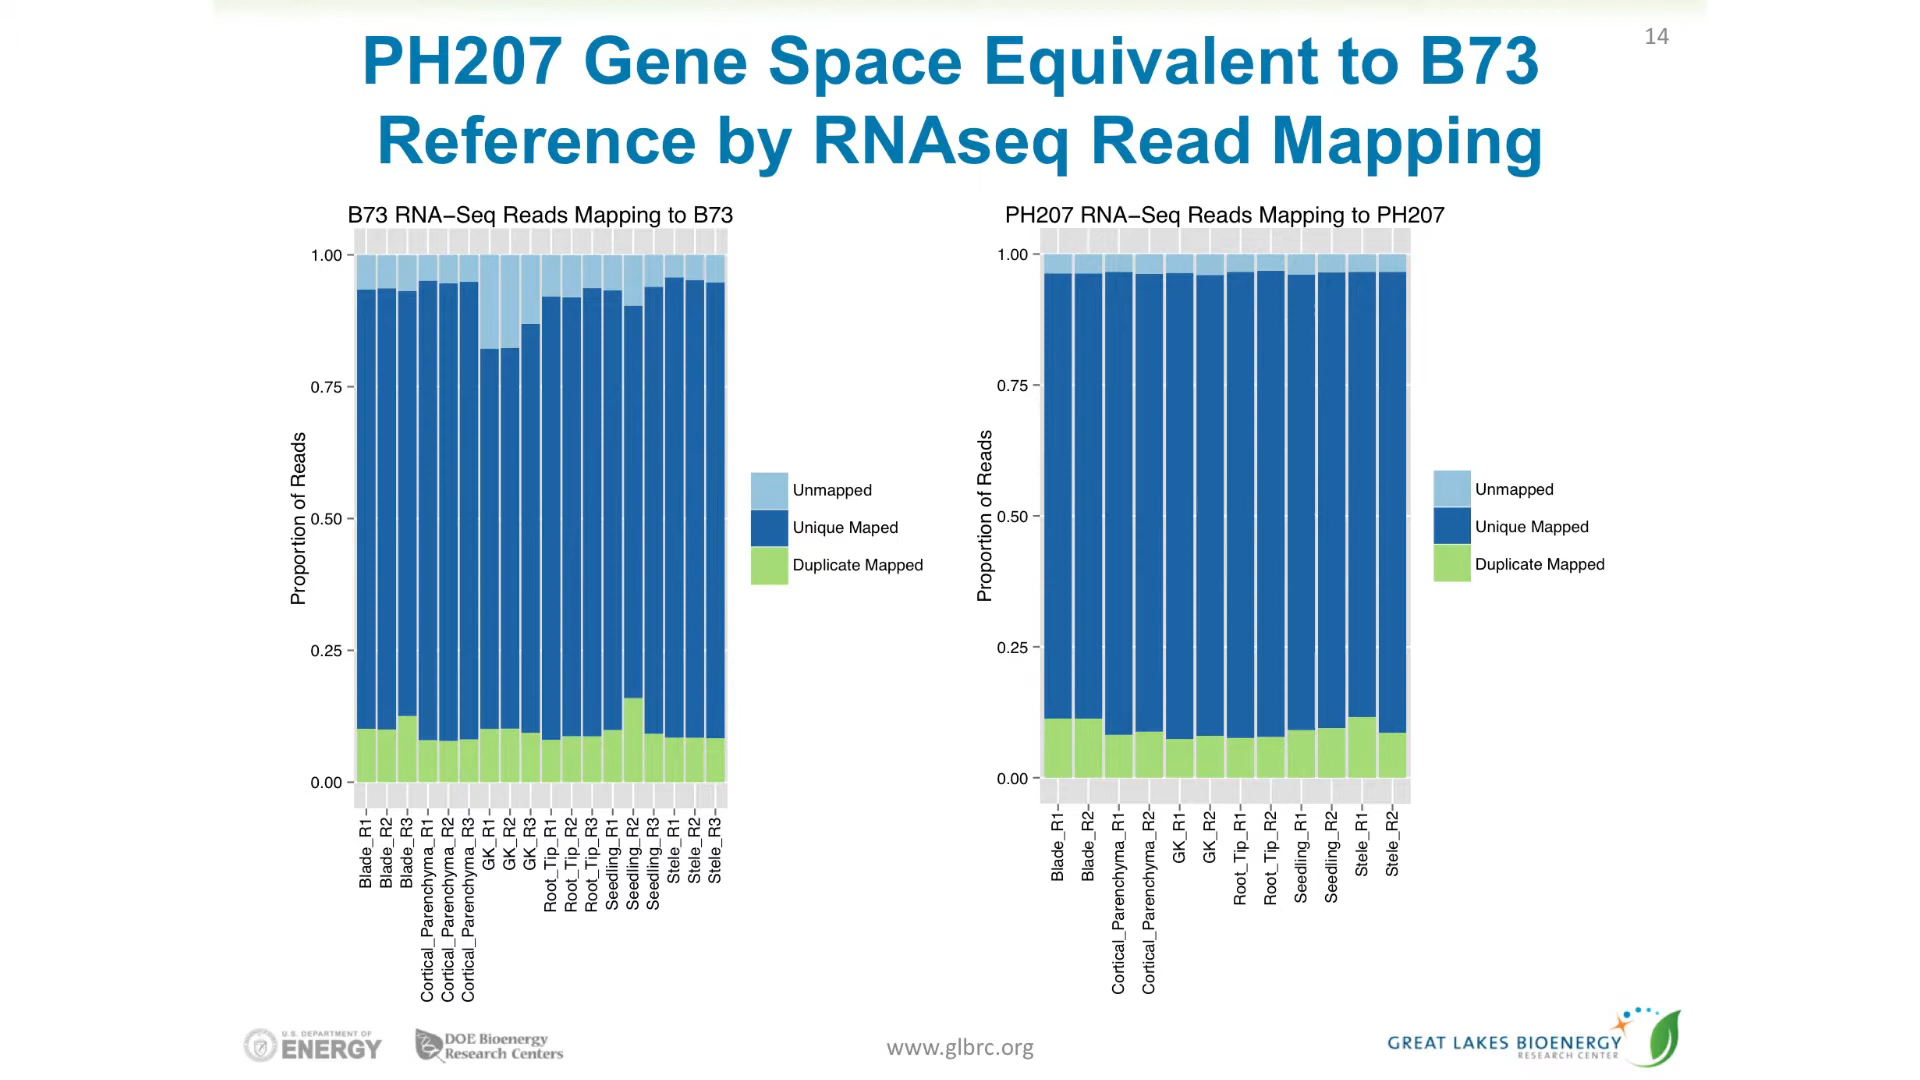 14
PH207 Gene Space Equivalent to B73
Reference by RNAseq Read Mapping
B73 RNA−Seq Reads Mapping to B73
1.00
0.75
0.50
0.25
0.00
Proportion of Reads
Unmapped
Unique Maped
Duplicate Mapped
Blade_R1
Blade_R2
Blade_R3
Cortical_Parenchyma_R1
Cortical_Parenchyma_R2
Cortical_Parenchyma_R3
GK_R1
GK_R2
GK_R3
Root_Tip_R1
Root_Tip_R2
Root_Tip_R3
Seedling_R1
Seedling_R2
Seedling_R3
Stele_R1
Stele_R2
Stele_R3
PH207 RNA−Seq Reads Mapping to PH207
1.00
0.75
0.50
0.25
0.00
Proportion of Reads
Unmapped
Unique Mapped
Duplicate Mapped
Blade_R1
Blade_R2
Cortical_Parenchyma_R1
Cortical_Parenchyma_R2
GK_R1
GK_R2
Root_Tip_R1
Root_Tip_R2
Seedling_R1
Seedling_R2
Stele_R1
Stele_R2
U.S. DEPARTMENT OF
ENERGY
DOE Bioenergy
Research Centers
www.glbrc.org
GREAT LAKES BIOENERGY
RESEARCH CENTER